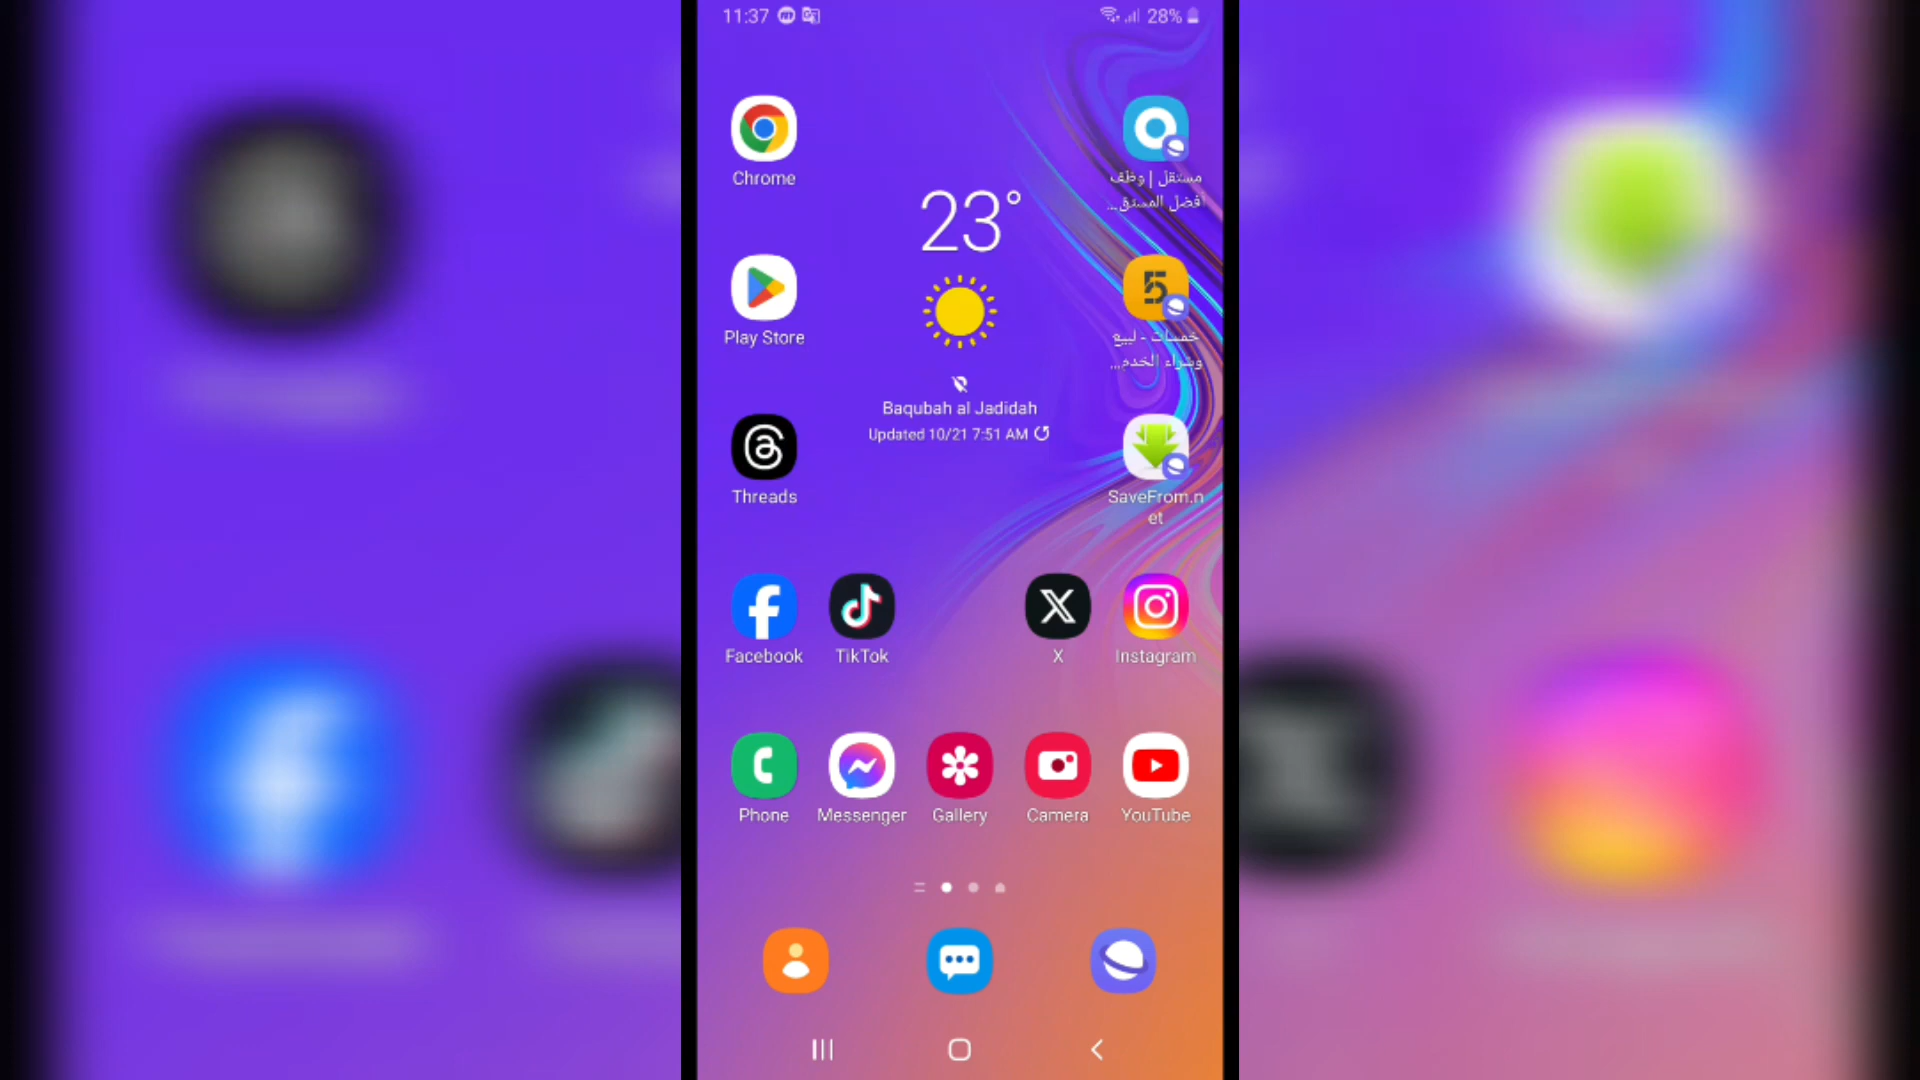 11:37
28%
Chrome
مستقل | وظف
أفضل المستق...
23°
Play Store
خمسات - لبيع
وشراء الخدم...
5
Baqubah al Jadidah
Updated 10/21 7:51 AM
Threads
SaveFrom.n
et
Facebook
TikTok
X
Instagram
Phone
Messenger
Gallery
Camera
YouTube